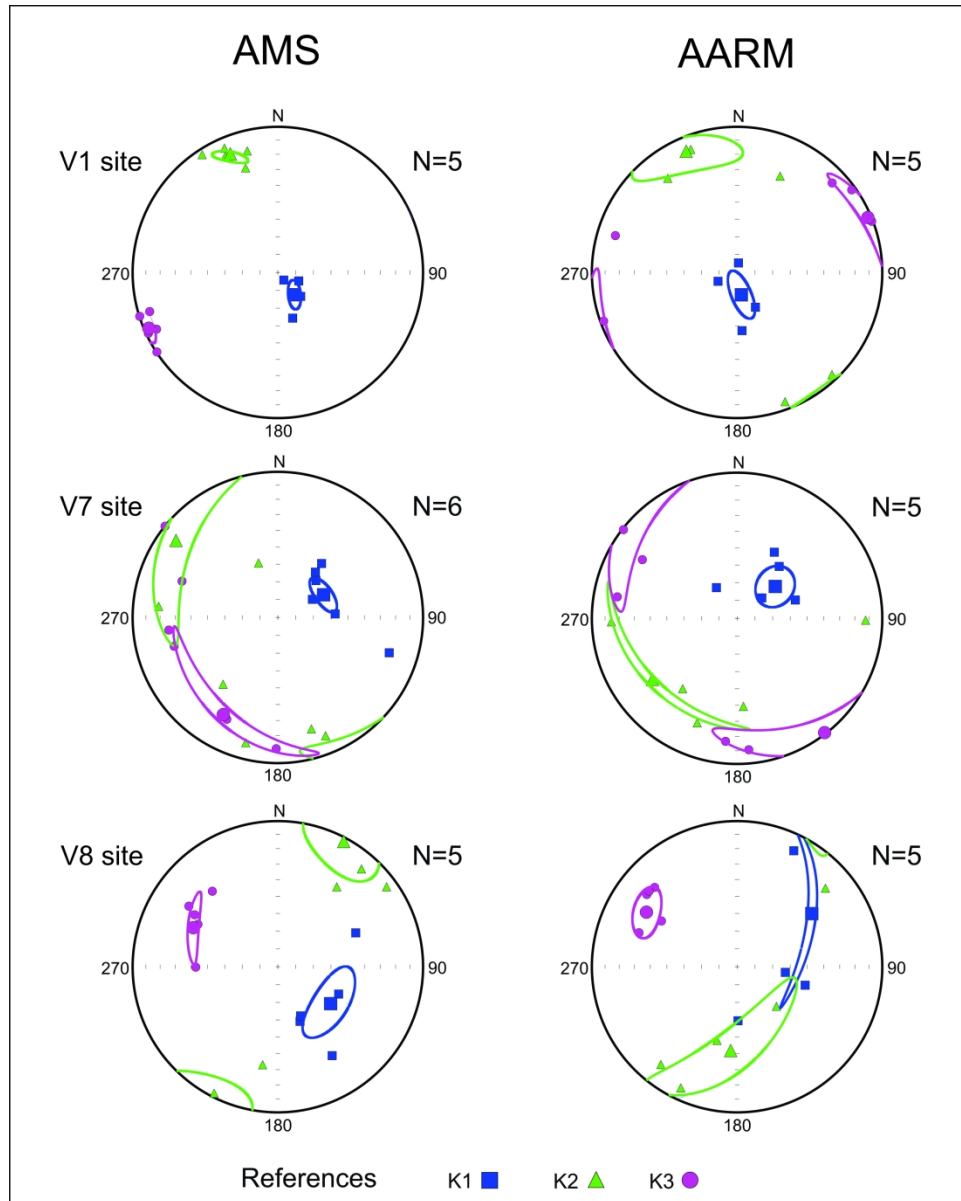 AMS AARM
N N
V1 site N=5 N=5
270 90 270 90
180 180
N N
V7 site N=6 N=5
270 90 270 90
180 180
N N
V8 site N=5 N=5
270 90 270 90
180 180
References K1 K2 K3